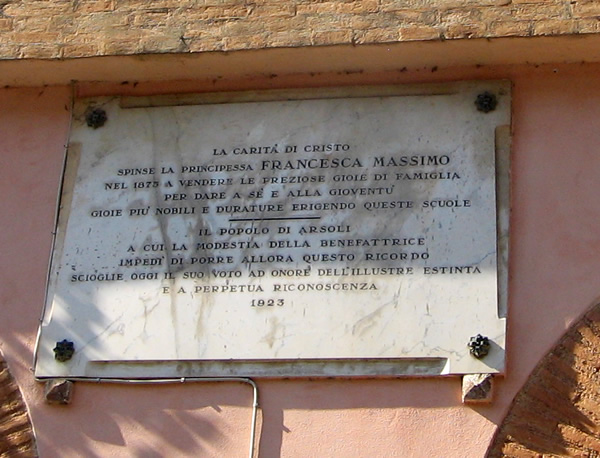 LA CARITÀ DI CRISTO
SPINSE LA PRINCIPESSA FRANCESCA MASSIMO
NEL 1875 A VENDERE LE PREZIOSE GIOIE DI FAMIGLIA
PER DARE A SÈ E ALLA GIOVENTÙ
GIOIE PIÙ NOBILI E DURATURE ERIGENDO QUESTE SCUOLE
IL POPOLO DI ARSOLI
A CUI LA MODESTIA DELLA BENEFATTRICE
IMPEDÌ DI PORRE ALLORA QUESTO RICORDO
SCIOGLIE OGGI IL SUO VOTO AD ONORE DELL'ILLUSTRE ESTINTA
E A PERPETUA RICONOSCENZA
1923